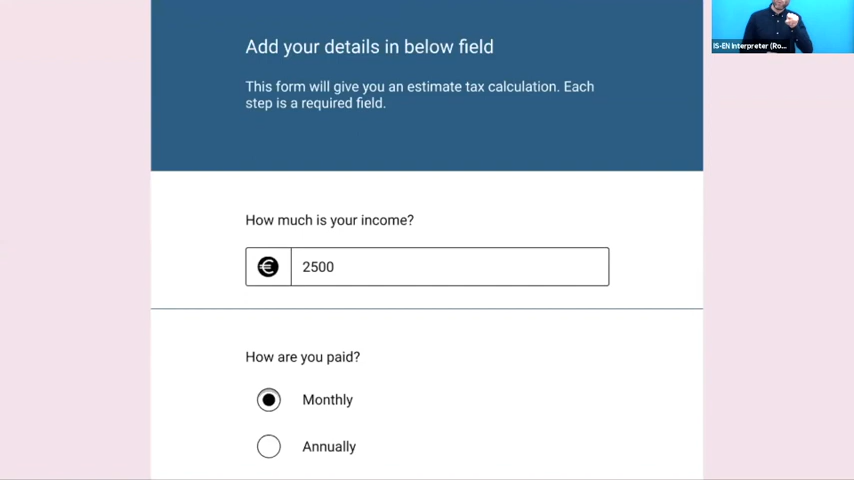 Add your details in below field
This form will give you an estimate tax calculation. Each
step is a required field.
How much is your income?
€ 2500
How are you paid?
Monthly
Annually
IS-EN Interpreter (Ro...